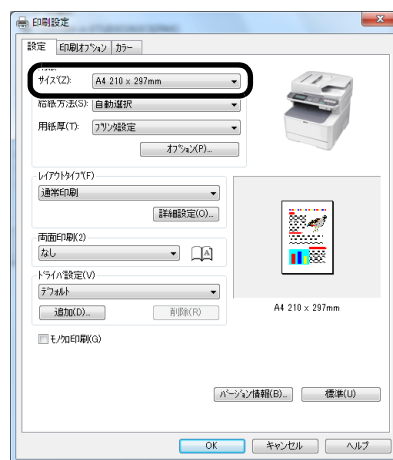 印刷設定
設定 印刷オプション カラー
サイズ(Z): A4 210 x 297mm
給紙方法(S): 自動選択
用紙厚(T): プリンタ設定
オプション(P)...
レイアウトタイプ(F)
通常印刷
詳細設定(O)...
両面印刷(2)
なし
A
ドライバ設定(V)
デフォルト
追加(D)... 削除(R)
A4 210 x 297mm
モノクロ印刷(G)
バージョン情報(B)... 標準(U)
OK キャンセル ヘルプ